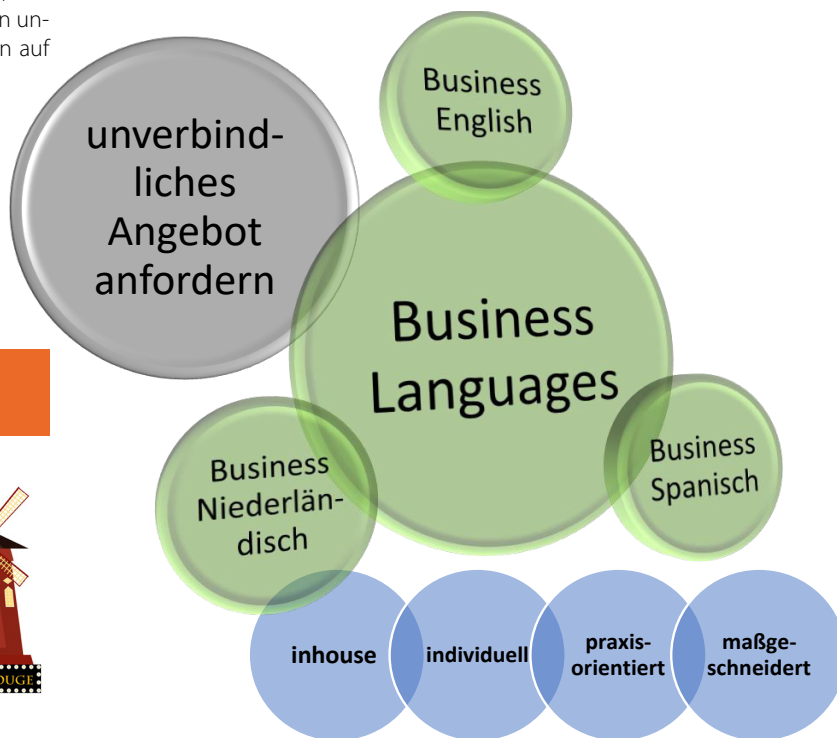 n un-
n auf
unverbind-
liches
Angebot
anfordern
Business
English
Business
Languages
Business
Niederlän-
disch
Business
Spanisch
OUGE
inhouse
individuell
praxis-
orientiert
maßge-
schneidert